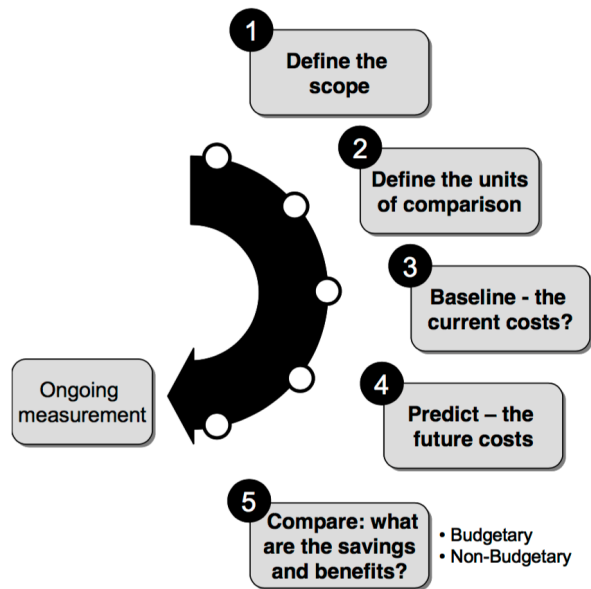 1
Define the
scope
2
Define the units
of comparison
3
Baseline - the
current costs?
4
Predict – the
future costs
5
Compare: what
are the savings
and benefits?
• Budgetary
• Non-Budgetary
Ongoing
measurement